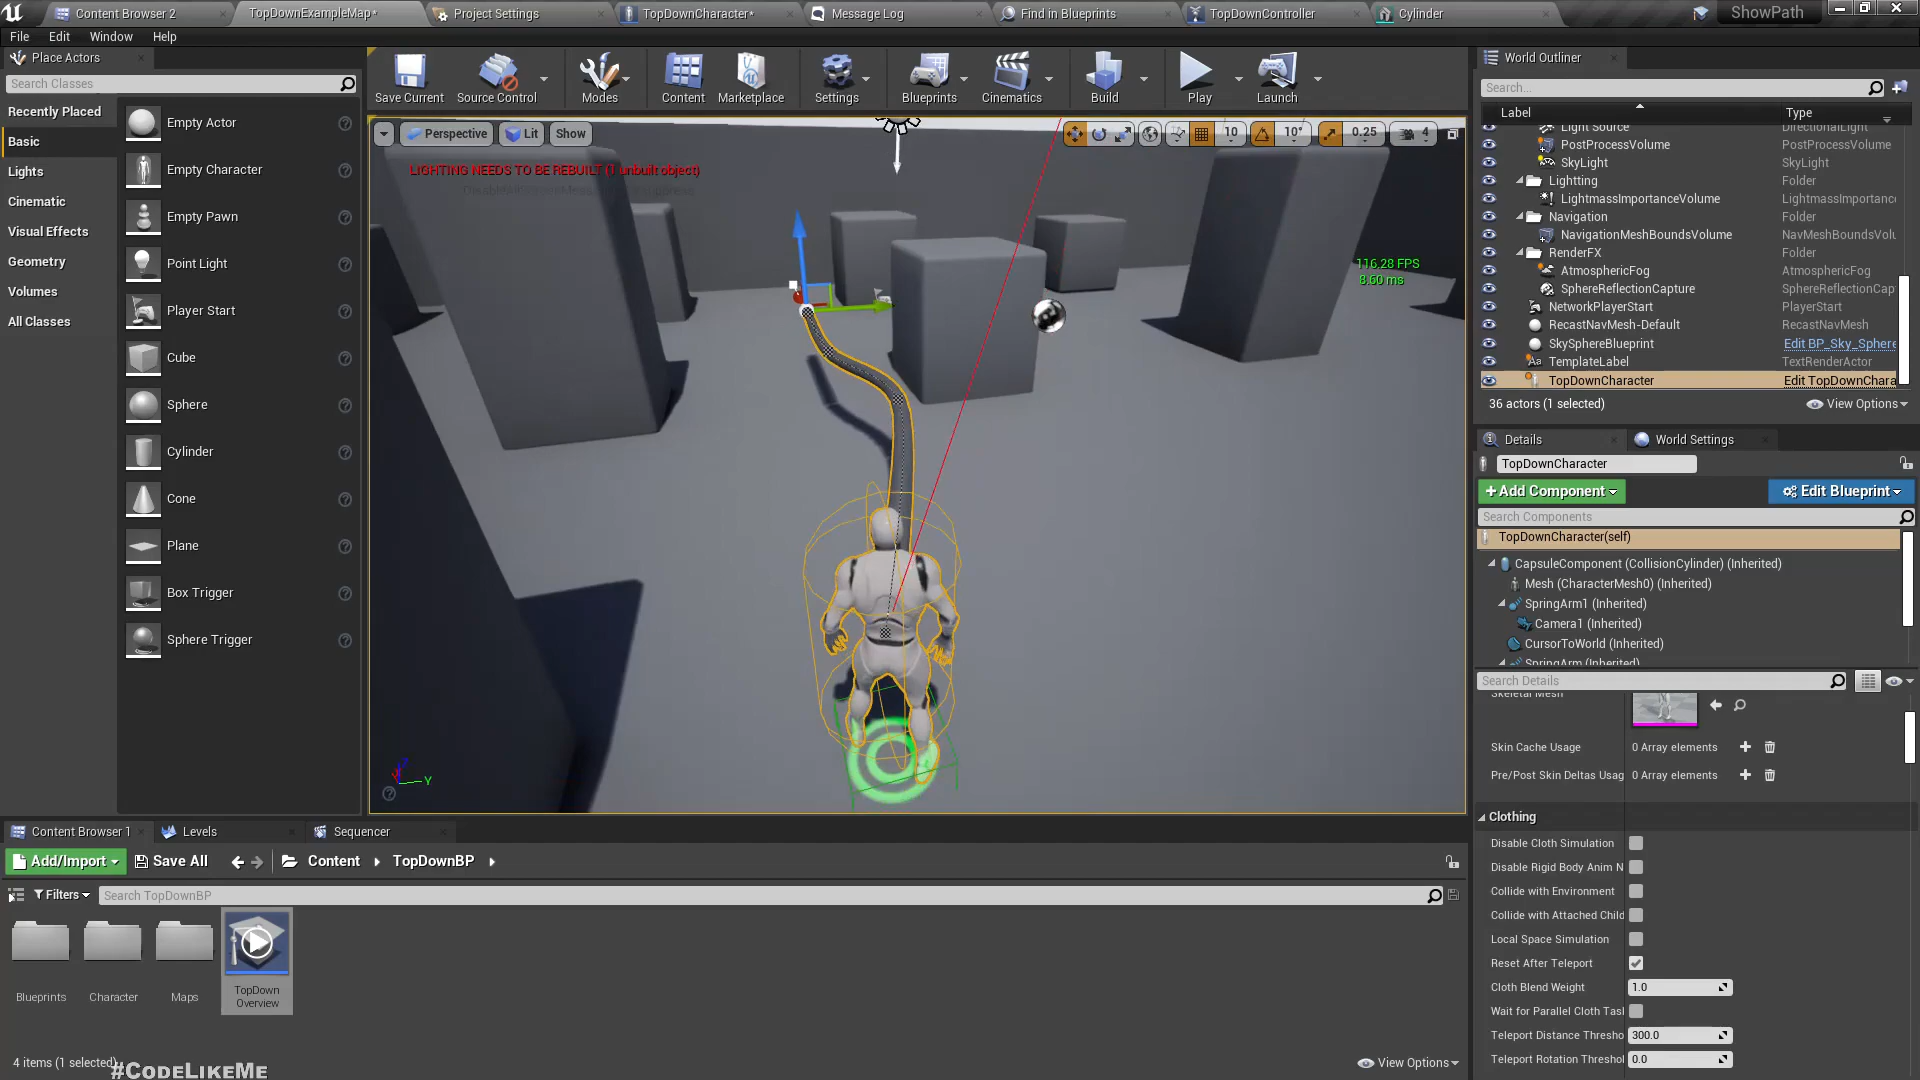 Content Browser 2
TopDownExampleMap*
Project Settings
TopDownCharacter*
Message Log
Find in Blueprints
TopDownController
Cylinder
ShowPath
File
Edit
Window
Help
Place Actors
Search Classes
Recently Placed
Basic
Lights
Cinematic
Visual Effects
Geometry
Volumes
All Classes
Empty Actor
Empty Character
Empty Pawn
Point Light
Player Start
Cube
Sphere
Cylinder
Cone
Plane
Box Trigger
Sphere Trigger
Save Current
Source Control
Modes
Content
Marketplace
Settings
Blueprints
Cinematics
Build
Play
Launch
Perspective
Lit
Show
10
10°
0.25
4
LIGHTING NEEDS TO BE REBUILT (1 unbuilt object)
116.28 FPS
8.60 ms
Y
World Outliner
Search...
Label
Type
Light Source
DirectionalLight
PostProcessVolume
PostProcessVolume
SkyLight
SkyLight
Lightting
Folder
LightmassImportanceVolume
LightmassImportance
Navigation
Folder
NavigationMeshBoundsVolume
NavMeshBoundsVolu
RenderFX
Folder
AtmosphericFog
AtmosphericFog
SphereReflectionCapture
SphereReflectionCap
NetworkPlayerStart
PlayerStart
RecastNavMesh-Default
RecastNavMesh
SkySphereBlueprint
Edit BP_Sky_Sphere
TemplateLabel
TextRenderActor
TopDownCharacter
Edit TopDownChara
36 actors (1 selected)
View Options
Details
World Settings
TopDownCharacter
+Add Component
Edit Blueprint
Search Components
TopDownCharacter(self)
CapsuleComponent (CollisionCylinder) (Inherited)
Mesh (CharacterMesh0) (Inherited)
SpringArm1 (Inherited)
Camera1 (Inherited)
CursorToWorld (Inherited)
SpringArm (Inherited)
Search Details
Skeletal Mesh
Skin Cache Usage
0 Array elements
Pre/Post Skin Deltas Usag
0 Array elements
Clothing
Disable Cloth Simulation
Disable Rigid Body Anim N
Collide with Environment
Collide with Attached Child
Local Space Simulation
Reset After Teleport
Cloth Blend Weight
1.0
Wait for Parallel Cloth Tasl
Teleport Distance Thresho
300.0
Teleport Rotation Threshol
0.0
Content Browser 1
Levels
Sequencer
Add/Import
Save All
Content
TopDownBP
Filters
Search TopDownBP
Blueprints
Character
Maps
TopDown
Overview
4 items (1 selected)
View Options
#CodeLikeMe